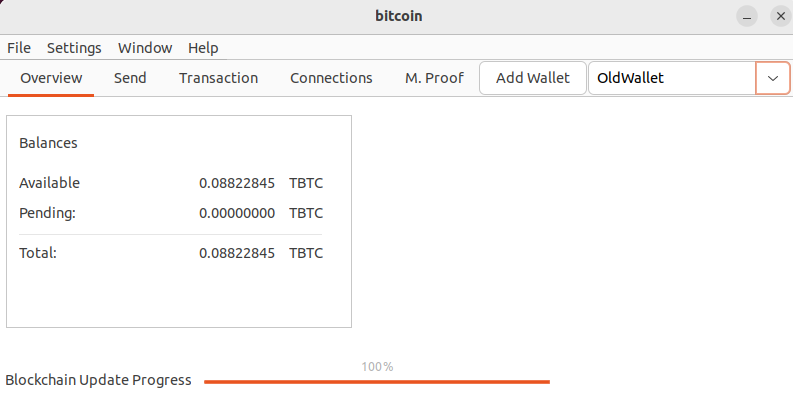 bitcoin
File Settings Window Help
Overview Send Transaction Connections M. Proof Add Wallet OldWallet
Balances
Available 0.08822845 TBTC
Pending: 0.00000000 TBTC
Total: 0.08822845 TBTC
100%
Blockchain Update Progress